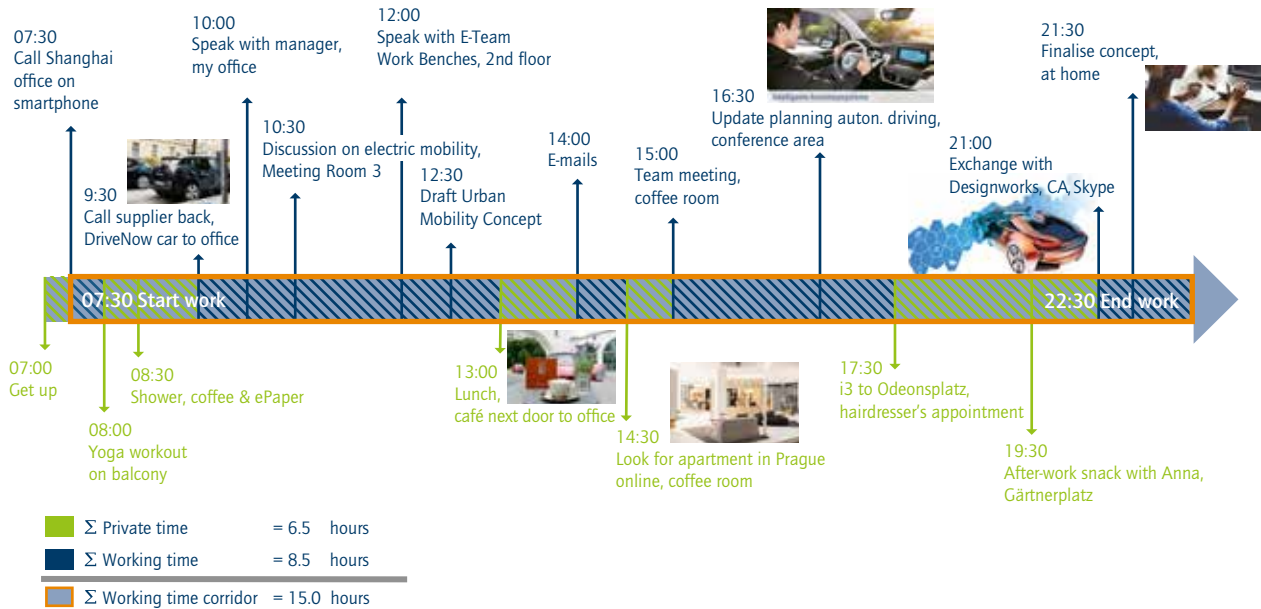 07:30
Call Shanghai
office on
smartphone
9:30
Call supplier back,
DriveNow car to office
10:00
Speak with manager,
my office
10:30
Discussion on electric mobility,
Meeting Room 3
12:00
Speak with E-Team
Work Benches, 2nd floor
12:30
Draft Urban
Mobility Concept
14:00
E-mails
15:00
Team meeting,
coffee room
16:30
Update planning auton. driving,
conference area
21:00
Exchange with
Designworks, CA, Skype
21:30
Finalise concept,
at home
07:30 Start work
22:30 End work
07:00
Get up
08:00
Yoga workout
on balcony
08:30
Shower, coffee & ePaper
13:00
Lunch,
café next door to office
14:30
Look for apartment in Prague
online, coffee room
17:30
i3 to Odeonsplatz,
hairdresser's appointment
19:30
After-work snack with Anna,
Gärtnerplatz
Σ Private time = 6.5 hours
Σ Working time = 8.5 hours
Σ Working time corridor = 15.0 hours